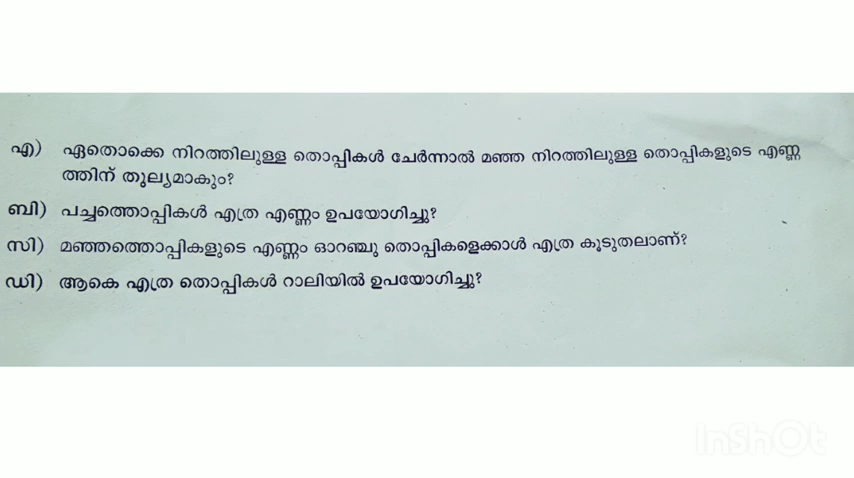 എ) ഏതൊക്കെ നിറത്തിലുള്ള തൊപ്പികൾ ചേർന്നാൽ മഞ്ഞ നിറത്തിലുള്ള തൊപ്പികളുടെ എണ്ണ
ത്തിന് തുല്യമാകും?
ബി) പച്ചത്തൊപ്പികൾ എത്ര എണ്ണം ഉപയോഗിച്ചു?
സി) മഞ്ഞത്തൊപ്പികളുടെ എണ്ണം ഓറഞ്ചു തൊപ്പികളെക്കാൾ എത്ര കൂടുതലാണ്?
ഡി) ആകെ എത്ര തൊപ്പികൾ റാലിയിൽ ഉപയോഗിച്ചു?
InShOt